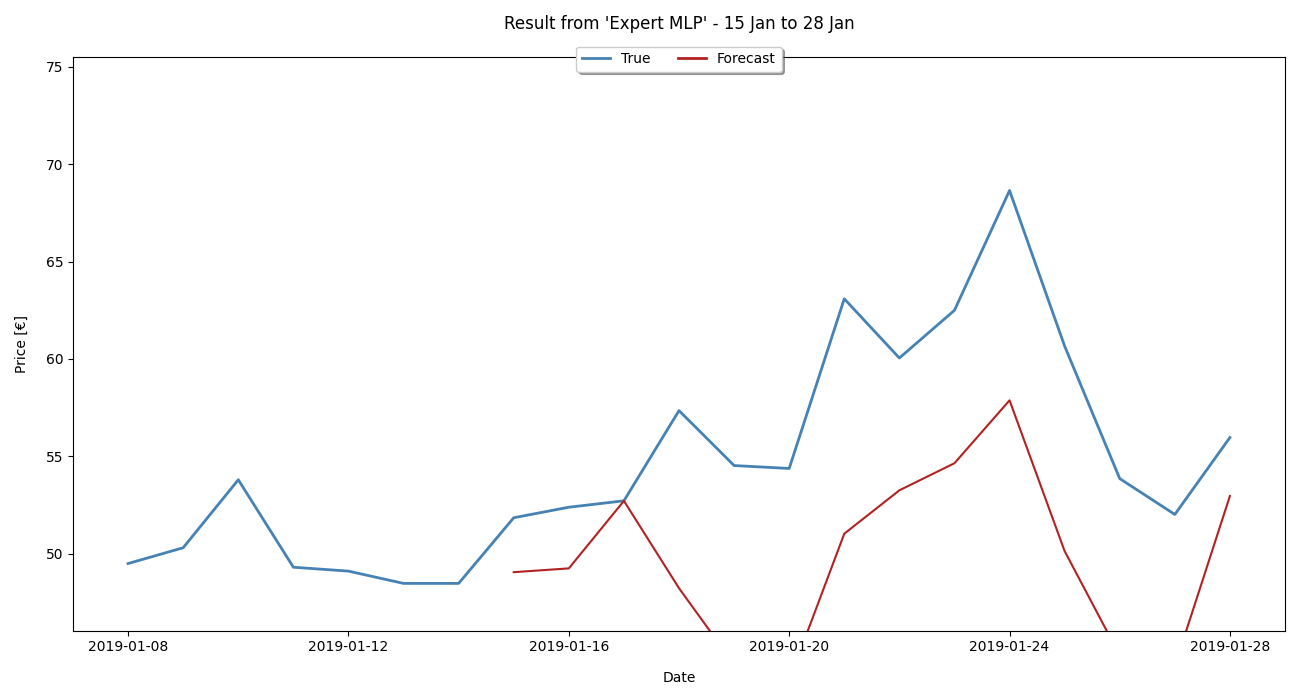 Result from 'Expert MLP' - 15 Jan to 28 Jan
True Forecast
75
70
65
60
55
50
Price [€]
2019-01-08 2019-01-12 2019-01-16 2019-01-20 2019-01-24 2019-01-28
Date